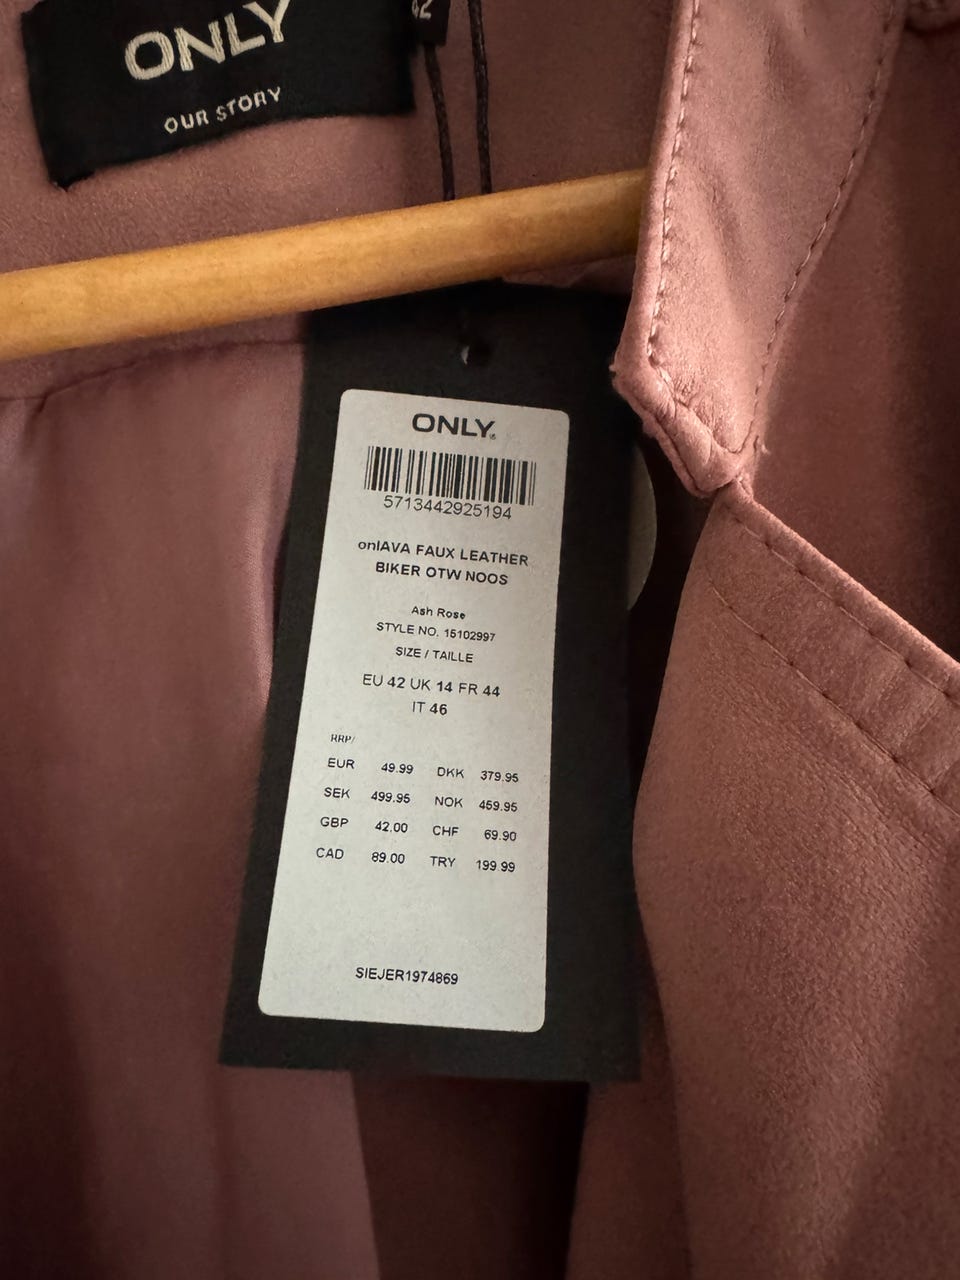 ONLY
OUR STORY
42
ONLY®
5713442925194
onlAVA FAUX LEATHER
BIKER OTW NOOS
Ash Rose
STYLE NO. 15102997
SIZE / TAILLE
EU 42 UK 14 FR 44
IT 46
RRP/
EUR 49.99 DKK 379.95
SEK 499.95 NOK 459.95
GBP 42.00 CHF 69.90
CAD 89.00 TRY 199.99
SIEJER1974869